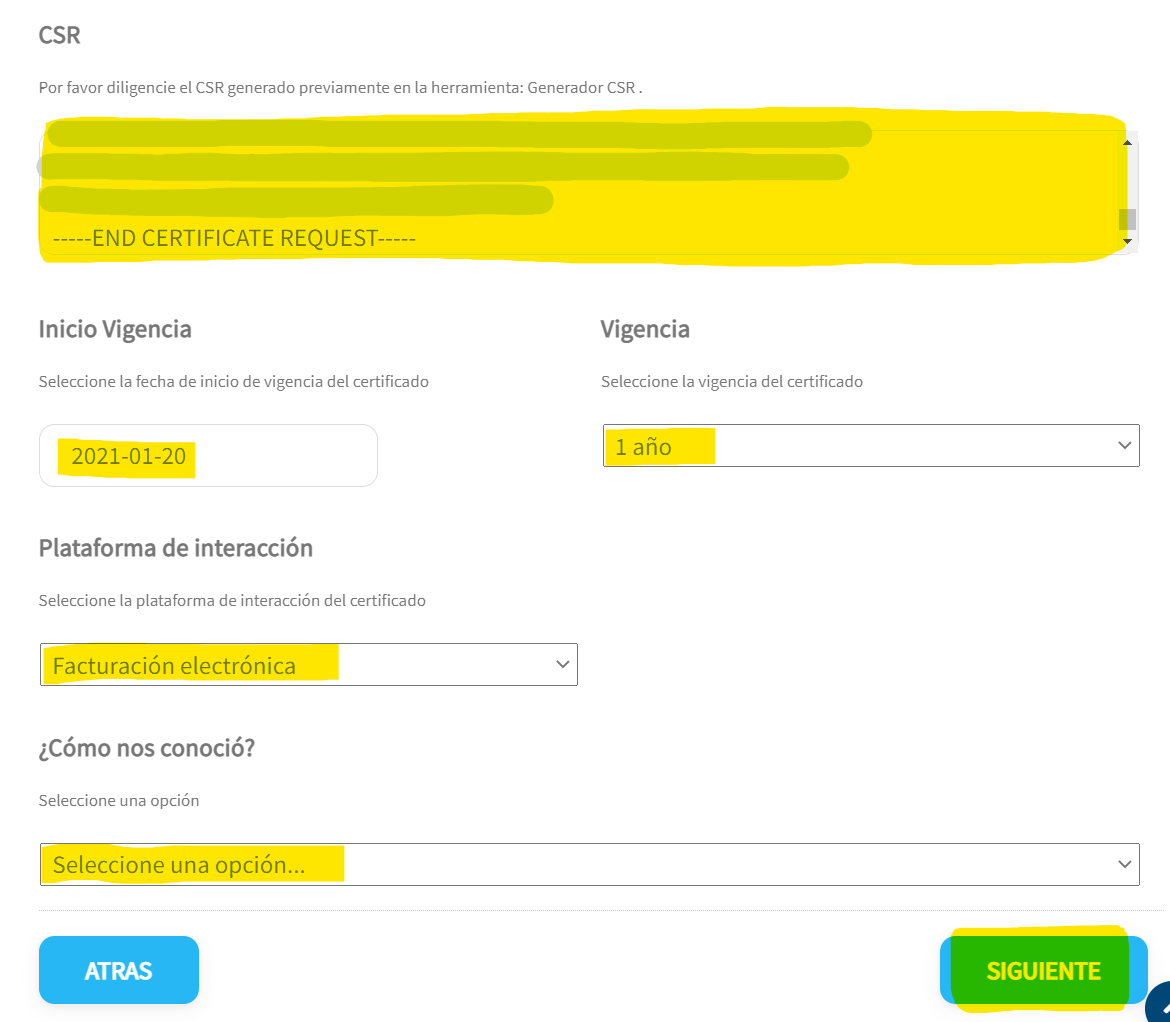 CSR
Por favor diligencie el CSR generado previamente en la herramienta: Generador CSR .
-----END CERTIFICATE REQUEST-----
Inicio Vigencia
Vigencia
Seleccione la fecha de inicio de vigencia del certificado
Seleccione la vigencia del certificado
2021-01-20
1 año
Plataforma de interacción
Seleccione la plataforma de interacción del certificado
Facturación electrónica
¿Cómo nos conoció?
Seleccione una opción
Seleccione una opción...
ATRAS
SIGUIENTE